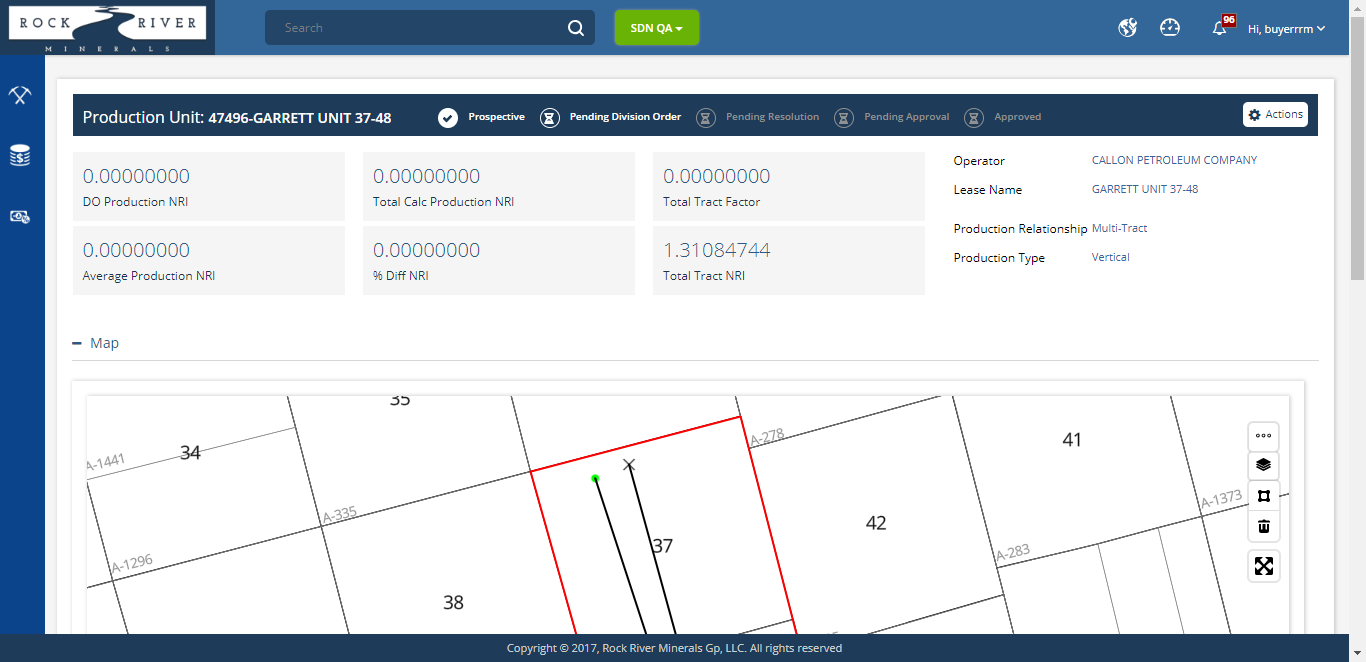 ROCK RIVER
MINERALS
Search
SDN QA
96
Hi, buyerrrm
Production Unit: 47496-GARRETT UNIT 37-48
Prospective
Pending Division Order
Pending Resolution
Pending Approval
Approved
Actions
0.00000000
DO Production NRI
0.00000000
Total Calc Production NRI
0.00000000
Total Tract Factor
0.00000000
Average Production NRI
0.00000000
% Diff NRI
1.31084744
Total Tract NRI
Operator CALLON PETROLEUM COMPANY
Lease Name GARRETT UNIT 37-48
Production Relationship Multi-Tract
Production Type Vertical
Map
35
34
A-1441
A-278
41
A-335
A-1373
42
37
A-283
A-1296
38
Copyright © 2017, Rock River Minerals Gp, LLC. All rights reserved